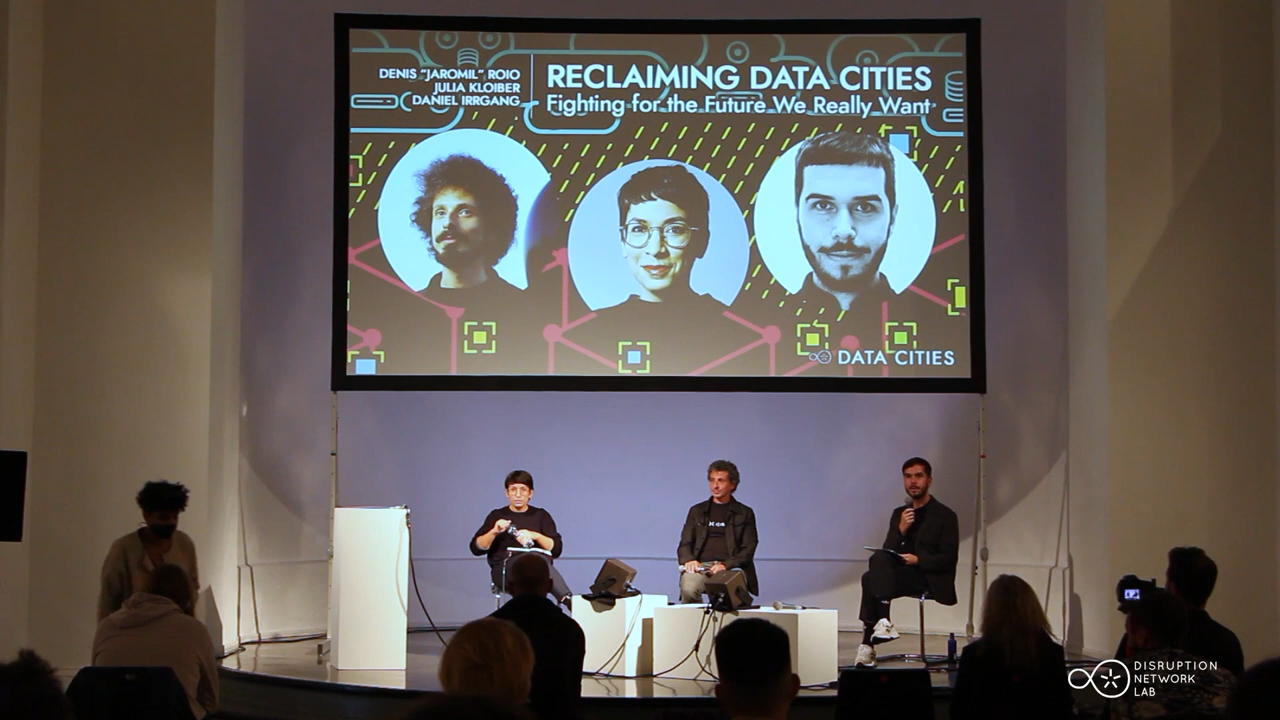 DENIS "JAROMIL" ROIO
JULIA KLOIBER
DANIEL IRRGANG
RECLAIMING DATA CITIES
Fighting for the Future We Really Want
DATA CITIES
DISRUPTION
NETWORK
LAB